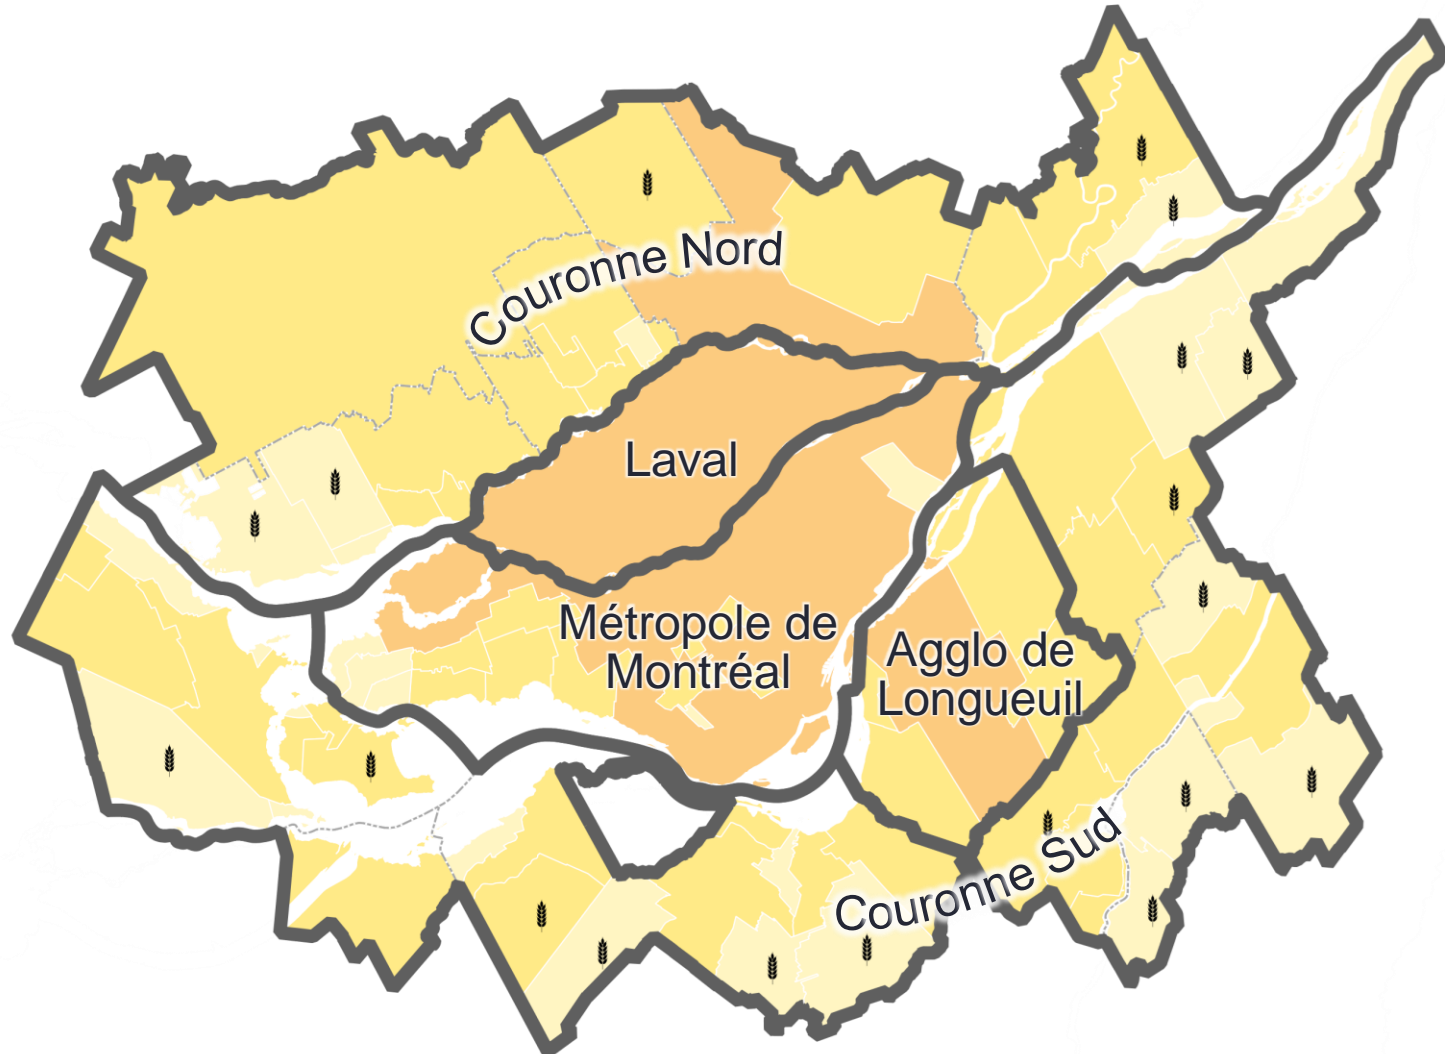 Couronne Nord
Laval
Métropole de
Montréal
Agglo de
Longueuil
Couronne Sud